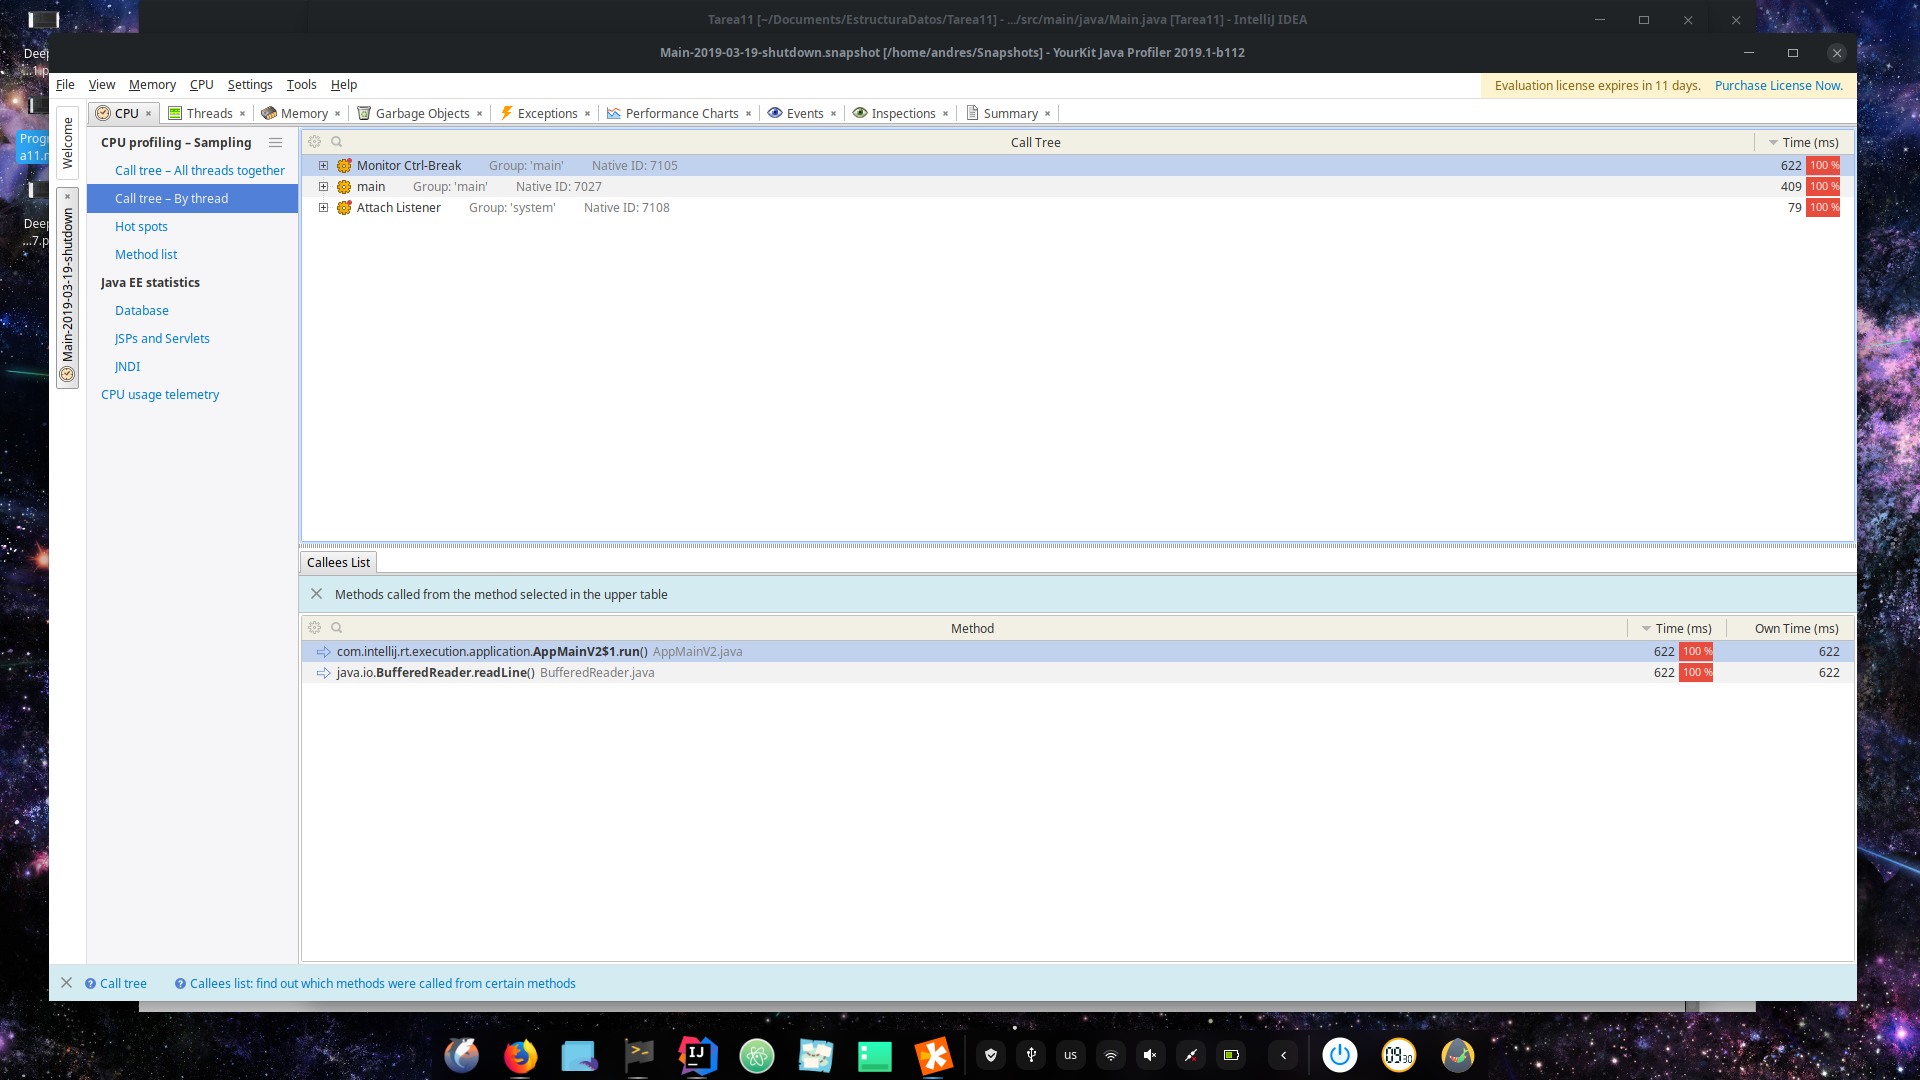 Tarea11 [~/Documents/EstructuraDatos/Tarea11] - .../src/main/java/Main.java [Tarea11] - IntelliJ IDEA
Main-2019-03-19-shutdown.snapshot [/home/andres/Snapshots] - YourKit Java Profiler 2019.1-b112
File View Memory CPU Settings Tools Help
Evaluation license expires in 11 days. Purchase License Now.
CPU Threads Memory Garbage Objects Exceptions Performance Charts Events Inspections Summary
Welcome
Main-2019-03-19-shutdown
CPU profiling – Sampling
Call tree – All threads together
Call tree – By thread
Hot spots
Method list
Java EE statistics
Database
JSPs and Servlets
JNDI
CPU usage telemetry
Call Tree Time (ms)
Monitor Ctrl-Break Group: 'main' Native ID: 7105 622 100 %
main Group: 'main' Native ID: 7027 409 100 %
Attach Listener Group: 'system' Native ID: 7108 79 100 %
Callees List
Methods called from the method selected in the upper table
Method Time (ms) Own Time (ms)
com.intellij.rt.execution.application.AppMainV2$1.run() AppMainV2.java 622 100 % 622
java.io.BufferedReader.readLine() BufferedReader.java 622 100 % 622
Call tree Callees list: find out which methods were called from certain methods
us
09:30